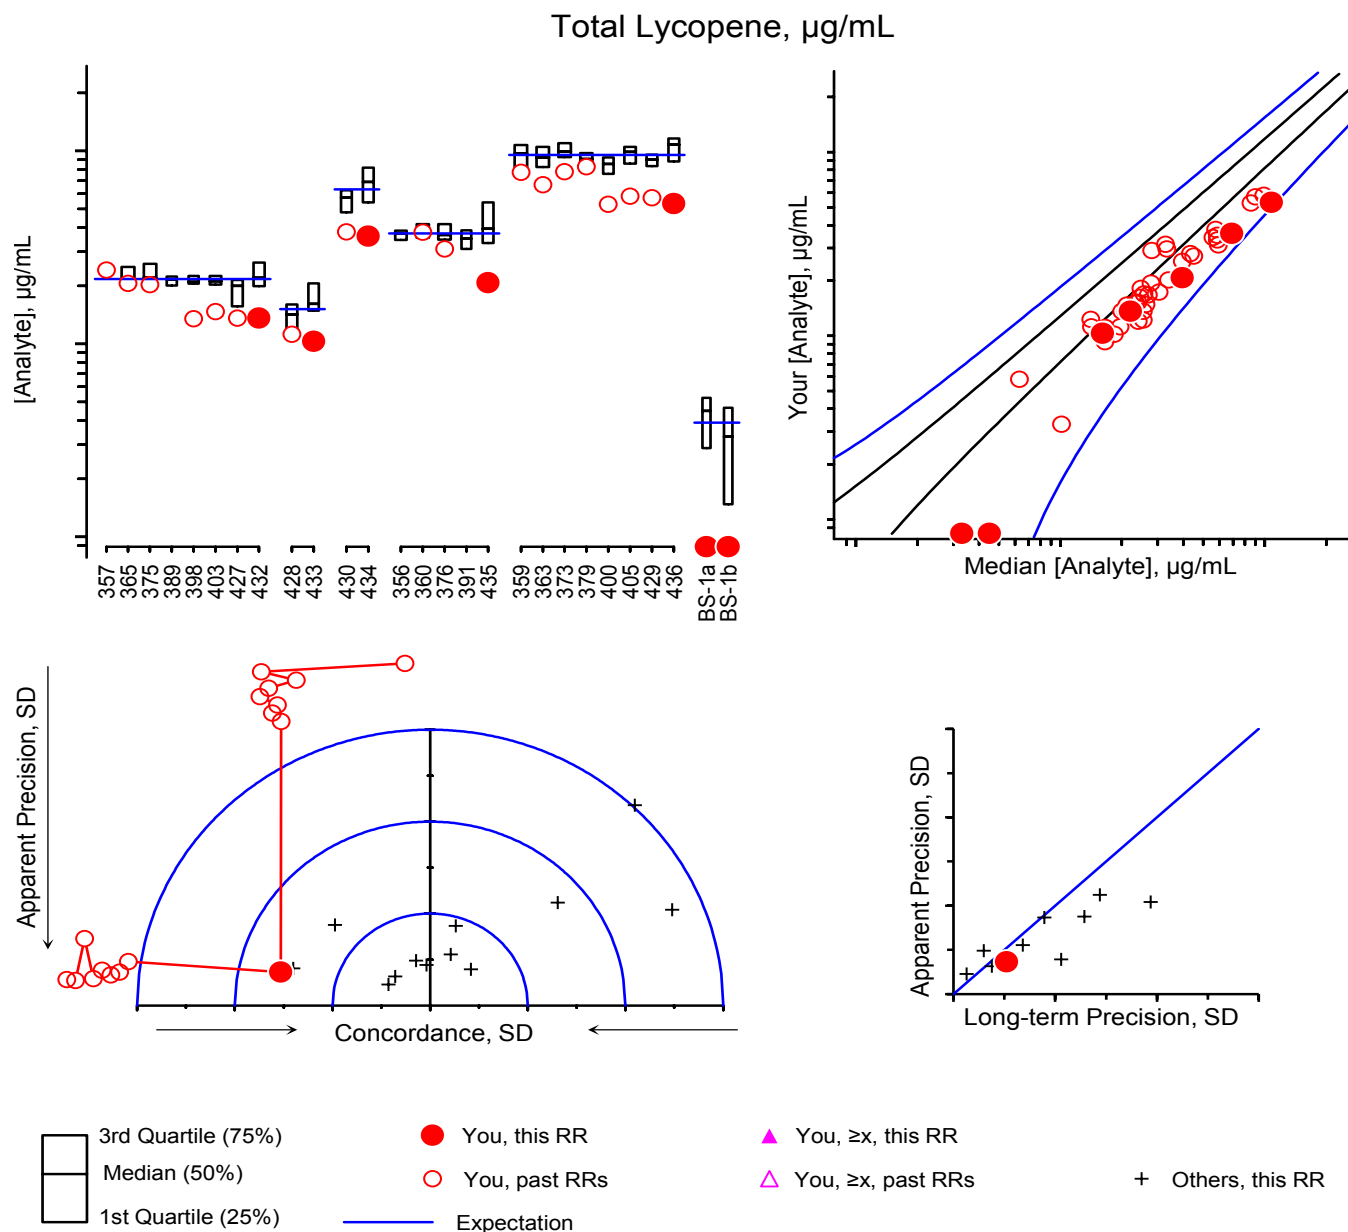 Total Lycopene, µg/mL
[Analyte], µg/mL
357 365 375 389 398 403 427 432 428 433 430 434 356 360 376 391 435 359 363 373 379 400 405 429 436 BS-1a BS-1b
Your [Analyte], µg/mL
Median [Analyte], µg/mL
Apparent Precision, SD
Concordance, SD
Apparent Precision, SD
Long-term Precision, SD
3rd Quartile (75%)
Median (50%)
1st Quartile (25%)
You, this RR
You, past RRs
Expectation
You, ≥x, this RR
You, ≥x, past RRs
Others, this RR